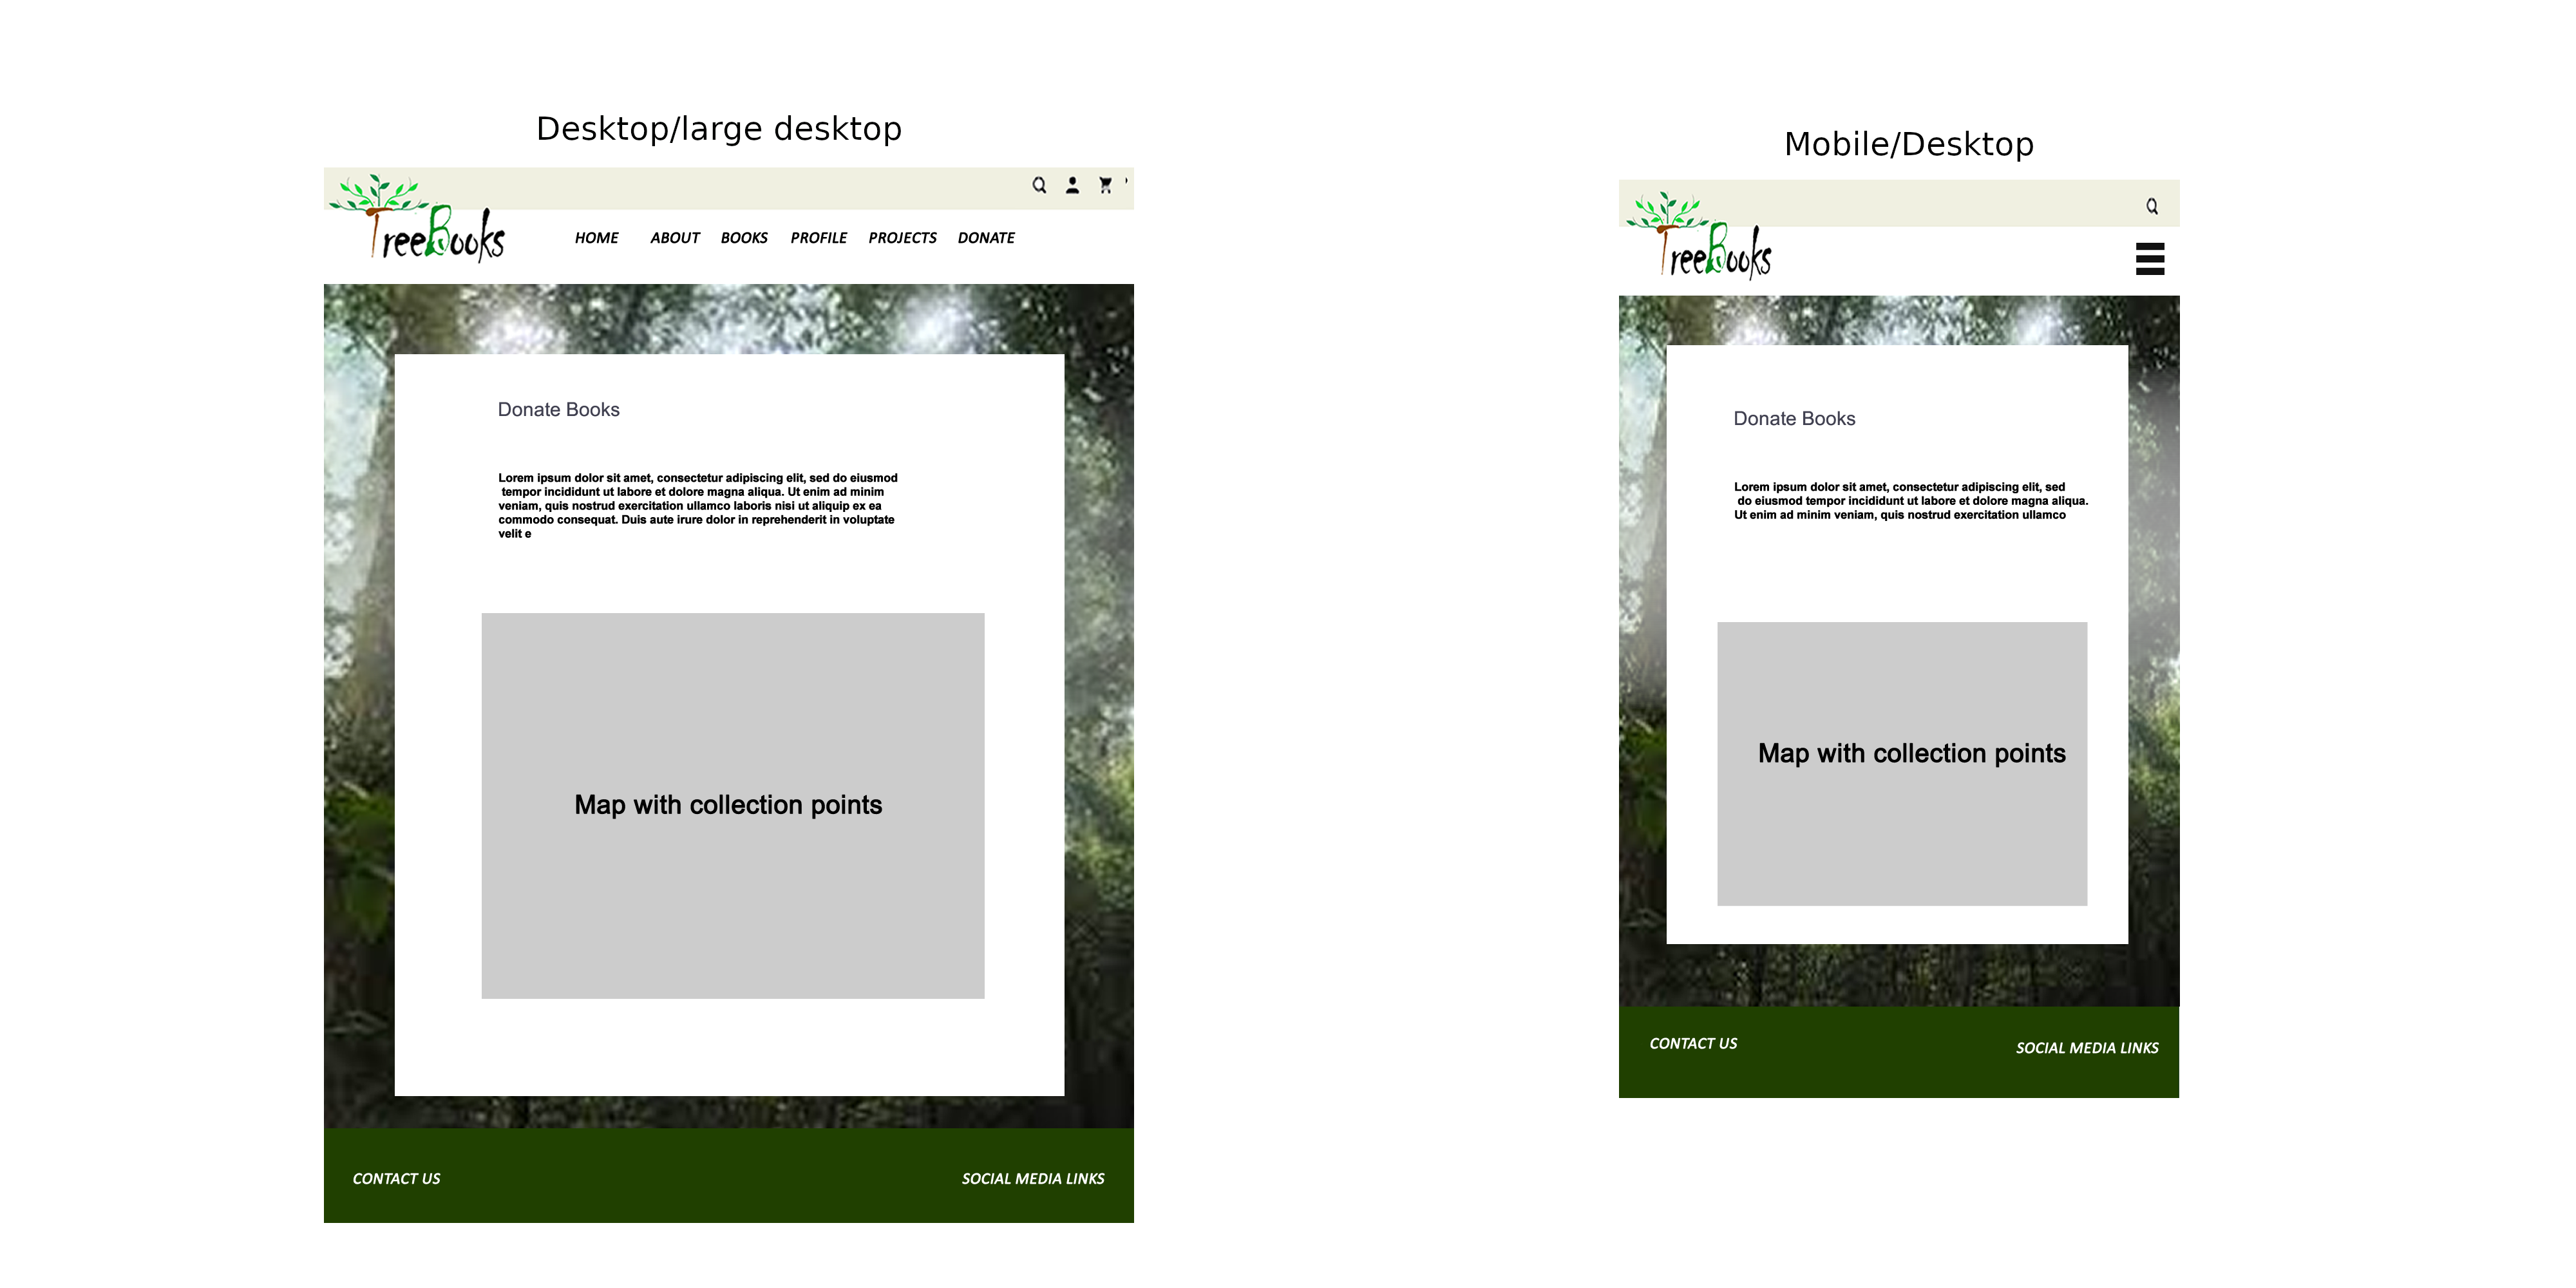 Desktop/large desktop
TreeBooks
HOME ABOUT BOOKS PROFILE PROJECTS DONATE
Donate Books
Lorem ipsum dolor sit amet, consectetur adipiscing elit, sed do eiusmod
tempor incididunt ut labore et dolore magna aliqua. Ut enim ad minim
veniam, quis nostrud exercitation ullamco laboris nisi ut aliquip ex ea
commodo consequat. Duis aute irure dolor in reprehenderit in voluptate
velit e
Map with collection points
CONTACT US SOCIAL MEDIA LINKS
Mobile/Desktop
TreeBooks
Donate Books
Lorem ipsum dolor sit amet, consectetur adipiscing elit, sed
do eiusmod tempor incididunt ut labore et dolore magna aliqua.
Ut enim ad minim veniam, quis nostrud exercitation ullamco
Map with collection points
CONTACT US SOCIAL MEDIA LINKS